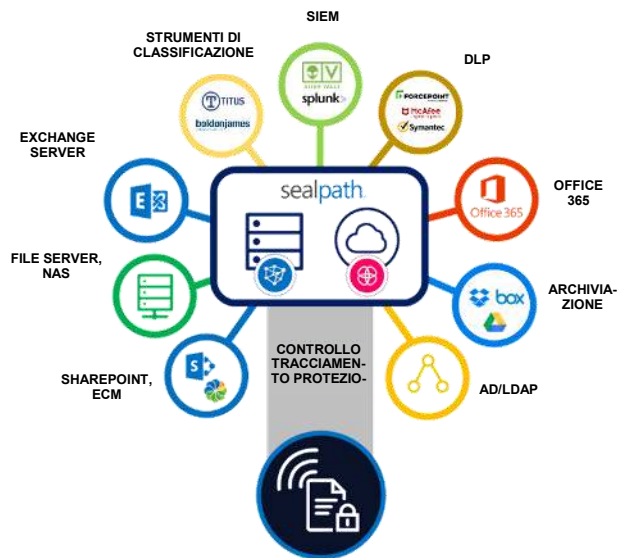 SIEM
STRUMENTI DI
CLASSIFICAZIONE
DLP
TITUS
boldonjames
splunk>
FORCEPOINT
McAfee
Symantec
EXCHANGE
SERVER
E
sealpath
Office 365
OFFICE
365
FILE SERVER,
NAS
box
ARCHIVIA-
ZIONE
S
SHAREPOINT,
ECM
CONTROLLO
TRACCIAMEN-
TO PROTEZIO-
AD/LDAP